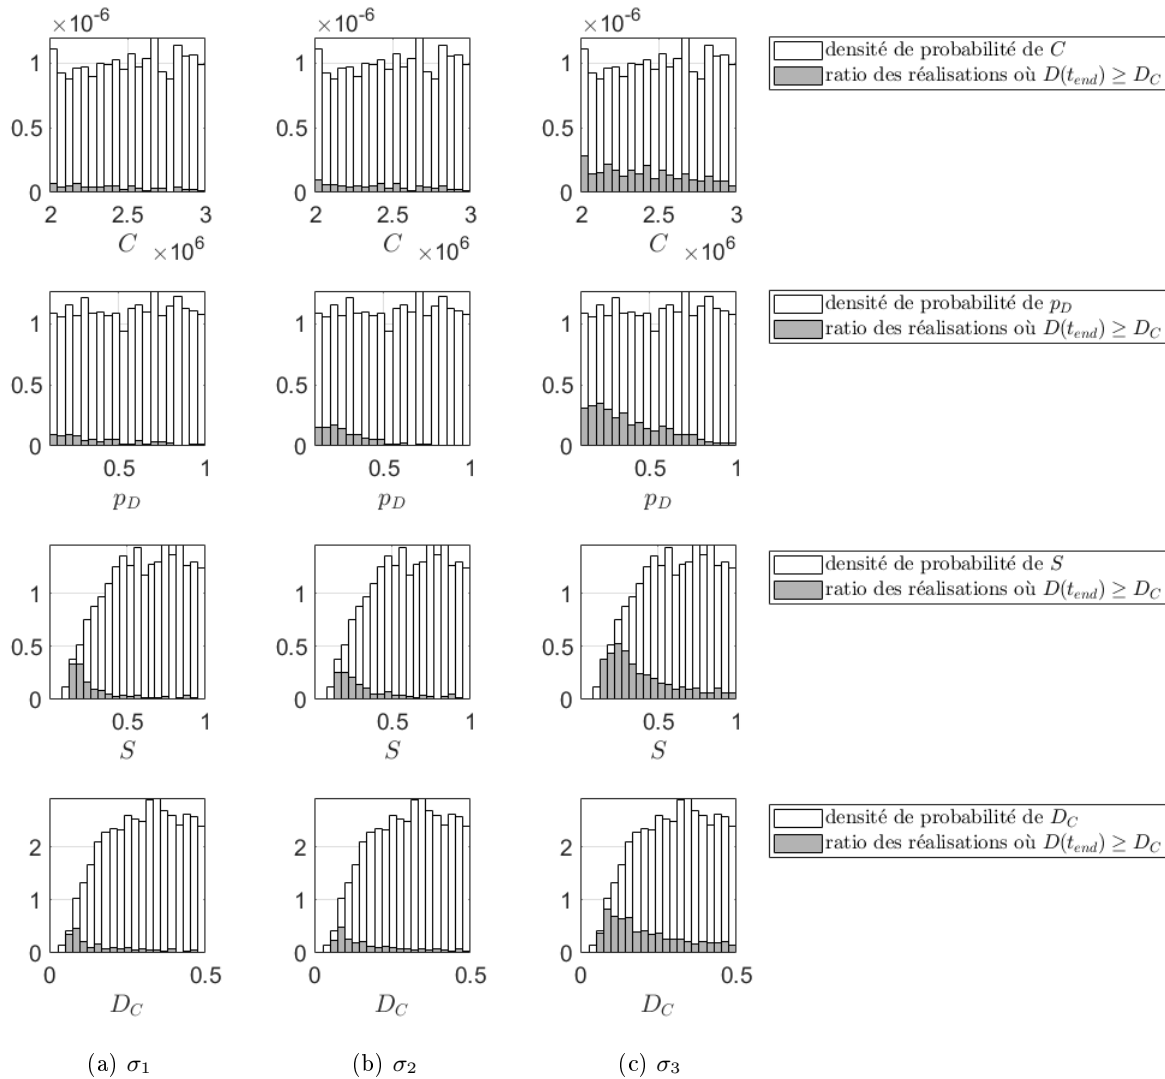 ×10⁻⁶ ×10⁻⁶ ×10⁻⁶
1 1 1
0.5 0.5 0.5
0 0 0
2 2.5 3 2 2.5 3 2 2.5 3
C ×10⁶ C ×10⁶ C ×10⁶
densité de probabilité de C
ratio des réalisations où D(t_end) ≥ D_C
1 1 1
0.5 0.5 0.5
0 0 0
0.5 1 0.5 1 0.5 1
p_D p_D p_D
densité de probabilité de p_D
ratio des réalisations où D(t_end) ≥ D_C
1 1 1
0.5 0.5 0.5
0 0 0
0.5 1 0.5 1 0.5 1
S S S
densité de probabilité de S
ratio des réalisations où D(t_end) ≥ D_C
2 2 2
1 1 1
0 0 0
0 0.5 0 0.5 0 0.5
D_C D_C D_C
densité de probabilité de D_C
ratio des réalisations où D(t_end) ≥ D_C
(a) σ₁ (b) σ₂ (c) σ₃